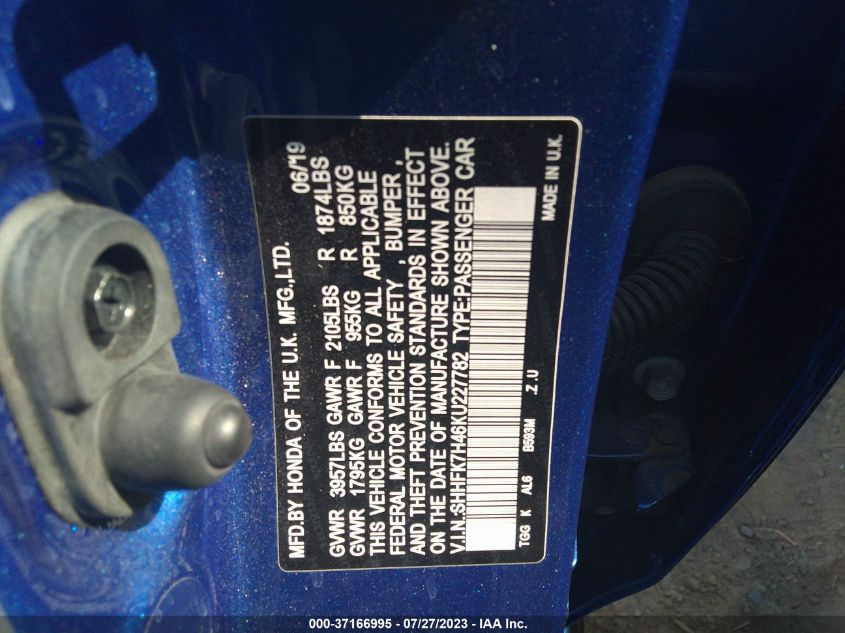 MFD.BY HONDA OF THE U.K. MFG.,LTD. 06/19
GVWR 3957LBS GAWR F 2105LBS R 1874LBS
GVWR 1795KG GAWR F 955KG R 850KG
THIS VEHICLE CONFORMS TO ALL APPLICABLE
FEDERAL MOTOR VEHICLE SAFETY , BUMPER ,
AND THEFT PREVENTION STANDARDS IN EFFECT
ON THE DATE OF MANUFACTURE SHOWN ABOVE.
V.I.N.:SHHFK7H46KU227782 TYPE:PASSENGER CAR
TGG K AL6 B593M .Z .U MADE IN U.K.
000-37166995 - 07/27/2023 - IAA Inc.